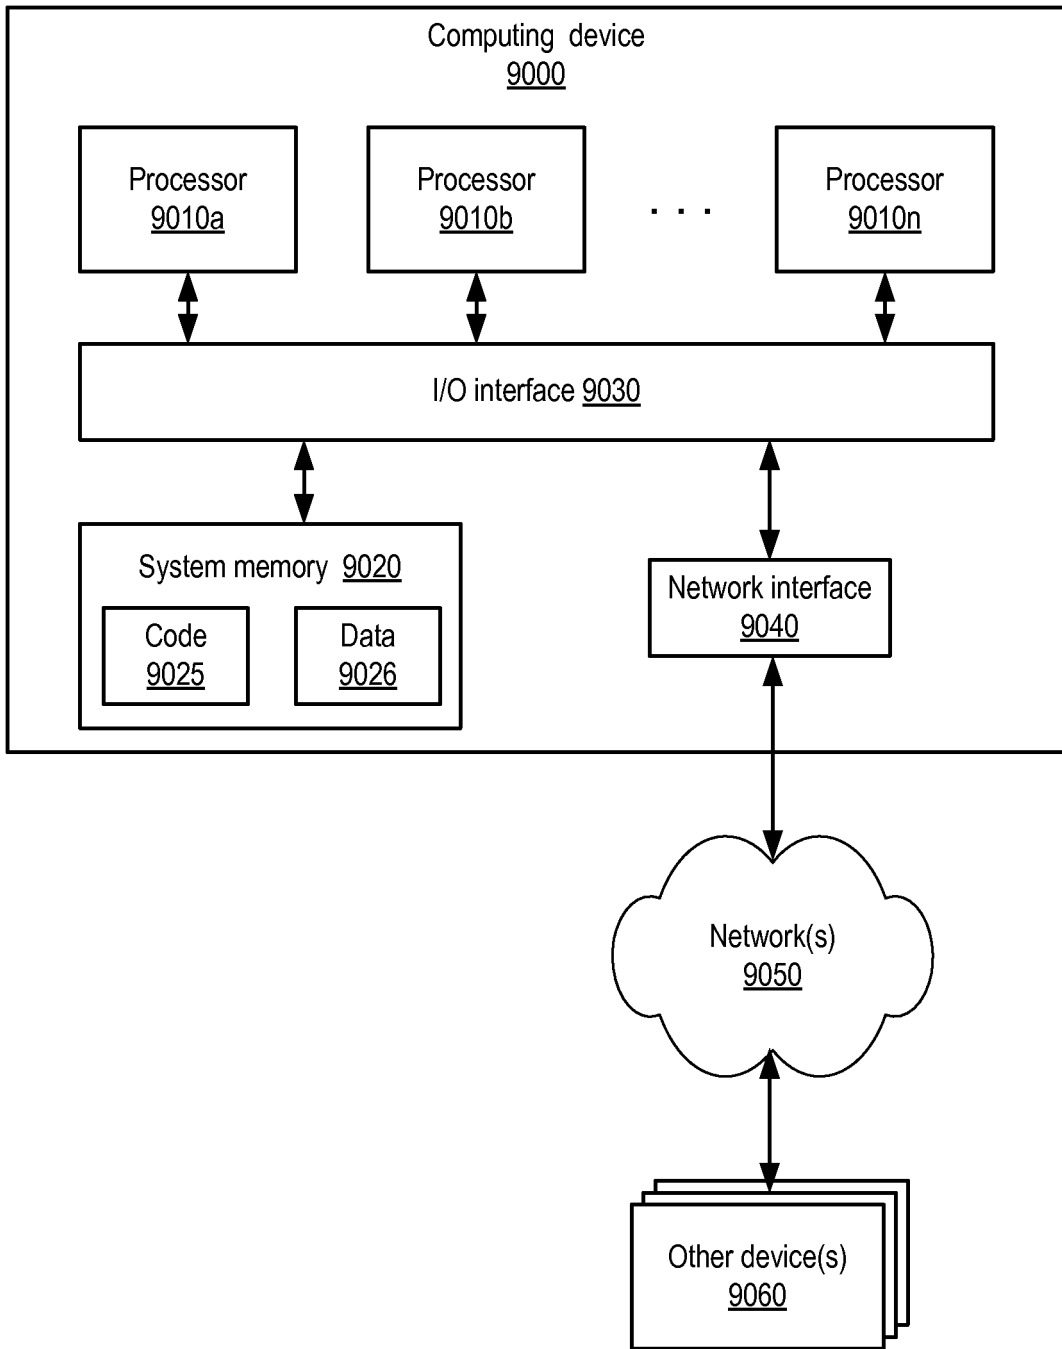 Computing device
9000
Processor
9010a
Processor
9010b
. . .
Processor
9010n
I/O interface 9030
System memory 9020
Code
9025
Data
9026
Network interface
9040
Network(s)
9050
Other device(s)
9060